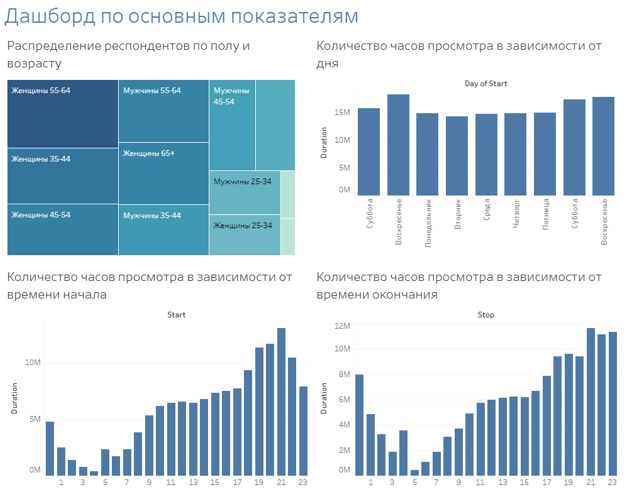 Дашборд по основным показателям
Распределение респондентов по полу и
возрасту
Женщины 55-64
Женщины 35-44
Женщины 45-54
Мужчины 55-64
Женщины 65+
Мужчины 35-44
Мужчины
45-54
Мужчины 25-34
Женщины 25-34
Количество часов просмотра в зависимости от
дня
Day of Start
Duration
15M
10M
5M
0M
Суббота
Воскресенье
Понедельник
Вторник
Среда
Четверг
Пятница
Суббота
Воскресенье
Количество часов просмотра в зависимости от
времени начала
Start
Duration
10M
5M
0M
1 3 5 7 9 11 13 15 17 19 21 23
Количество часов просмотра в зависимости от
времени окончания
Stop
Duration
12M
10M
8M
6M
4M
2M
0M
1 3 5 7 9 11 13 15 17 19 21 23